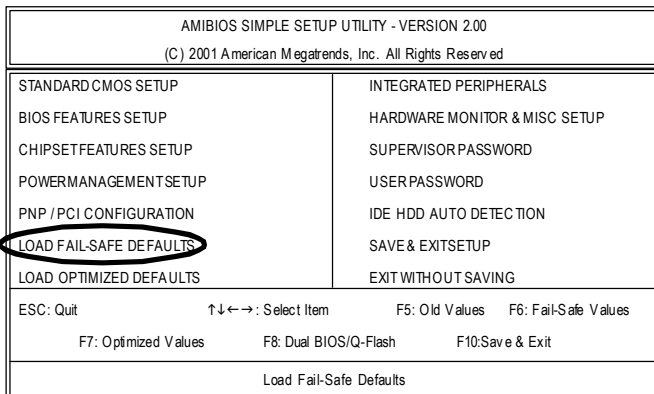 AMIBIOS SIMPLE SETUP UTILITY - VERSION 2.00
(C) 2001 American Megatrends, Inc. All Rights Reserved
STANDARD CMOS SETUP
BIOS FEATURES SETUP
CHIPSET FEATURES SETUP
POWER MANAGEMENT SETUP
PNP / PCI CONFIGURATION
LOAD FAIL-SAFE DEFAULTS
LOAD OPTIMIZED DEFAULTS
INTEGRATED PERIPHERALS
HARDWARE MONITOR & MISC SETUP
SUPERVISOR PASSWORD
USER PASSWORD
IDE HDD AUTO DETECTION
SAVE & EXIT SETUP
EXIT WITHOUT SAVING
ESC: Quit ↑↓←→: Select Item F5: Old Values F6: Fail-Safe Values
F7: Optimized Values F8: Dual BIOS/Q-Flash F10:Save & Exit
Load Fail-Safe Defaults